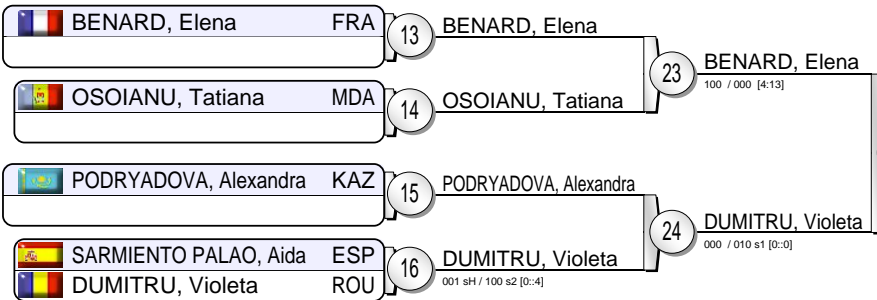 BENARD, Elena FRA
13
BENARD, Elena
23
BENARD, Elena
100 / 000 [4:13]
OSOIANU, Tatiana MDA
14
OSOIANU, Tatiana
PODRYADOVA, Alexandra KAZ
15
PODRYADOVA, Alexandra
24
DUMITRU, Violeta
000 / 010 s1 [0::0]
SARMIENTO PALAO, Aida ESP
16
DUMITRU, Violeta
001 sH / 100 s2 [0::4]
DUMITRU, Violeta ROU